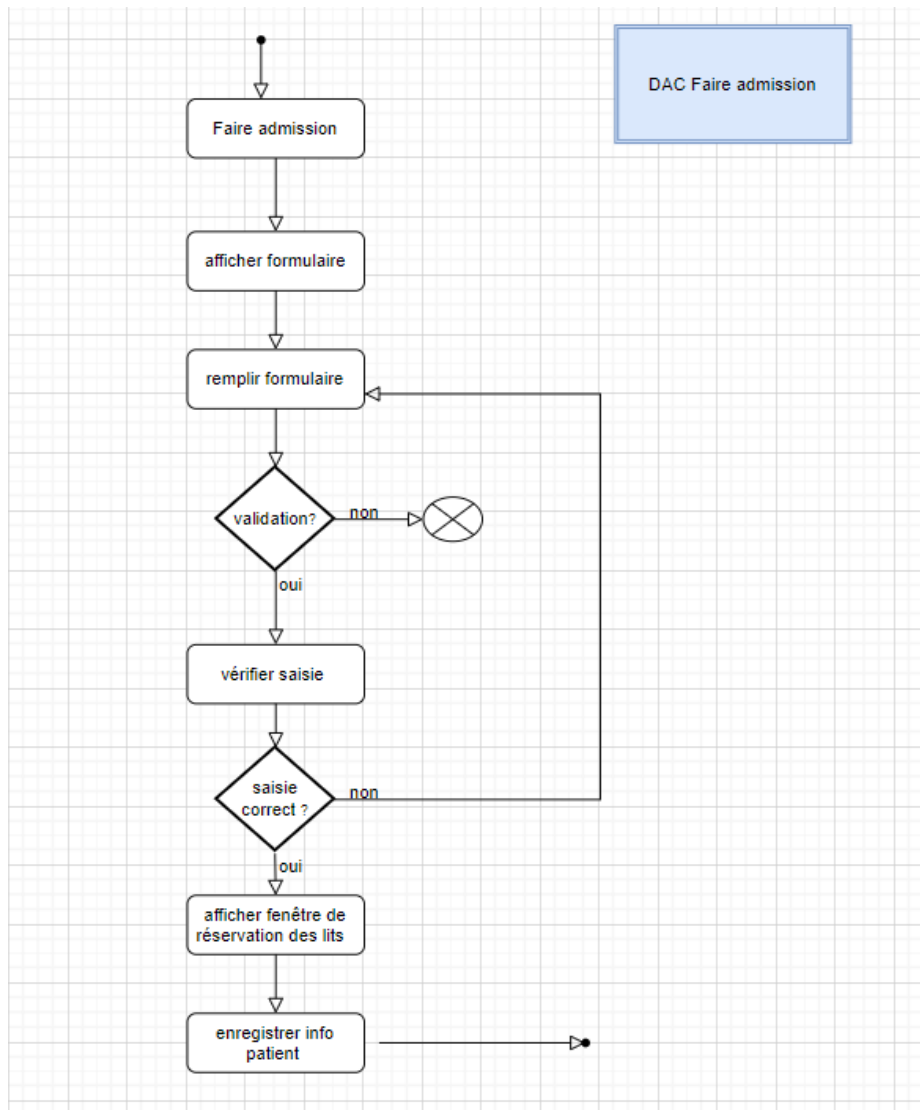 DAC Faire admission
Faire admission
afficher formulaire
remplir formulaire
validation?
non
oui
vérifier saisie
saisie
correct ?
non
oui
afficher fenêtre de
réservation des lits
enregistrer info
patient